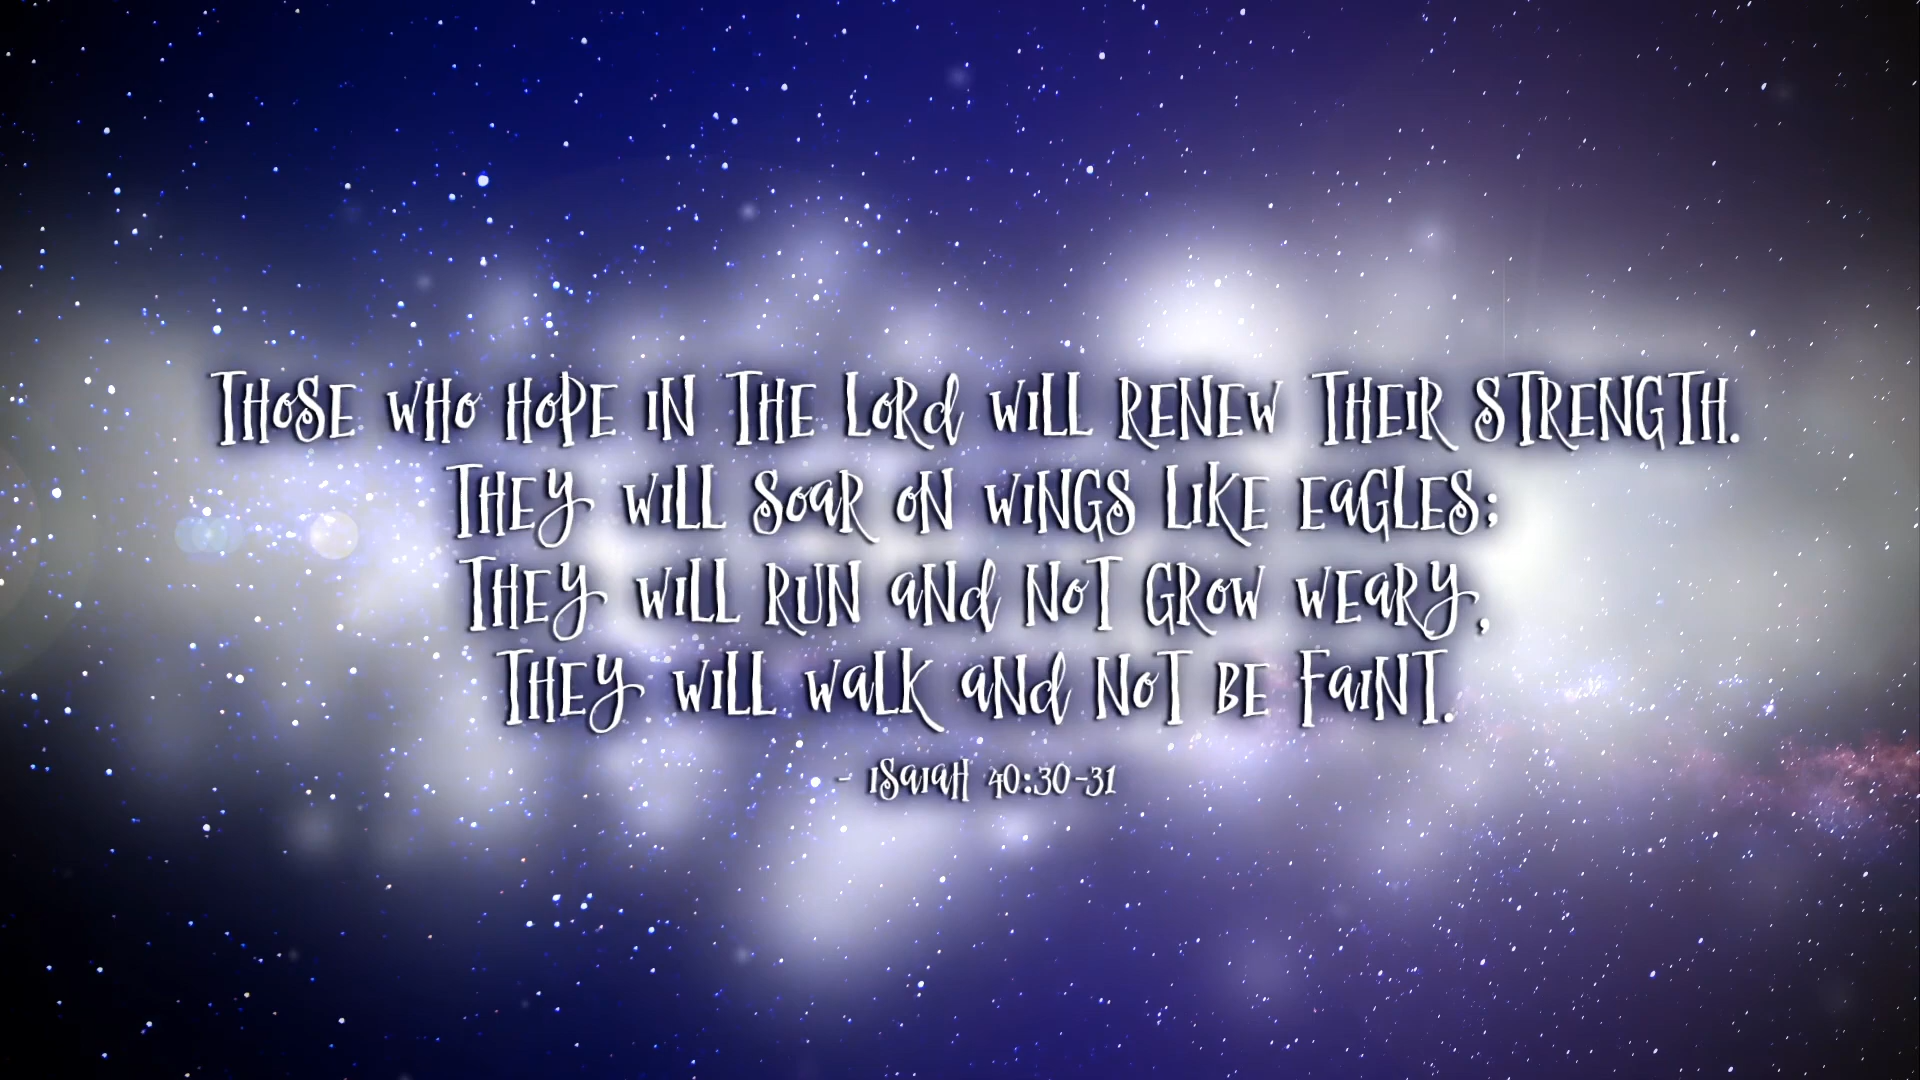 THOSE WHO HOPE IN THE LORD WILL RENEW THEIR STRENGTH.
THEY WILL SOAR ON WINGS LIKE EAGLES;
THEY WILL RUN AND NOT GROW WEARY,
THEY WILL WALK AND NOT BE FAINT.
- ISAIAH 40:30-31